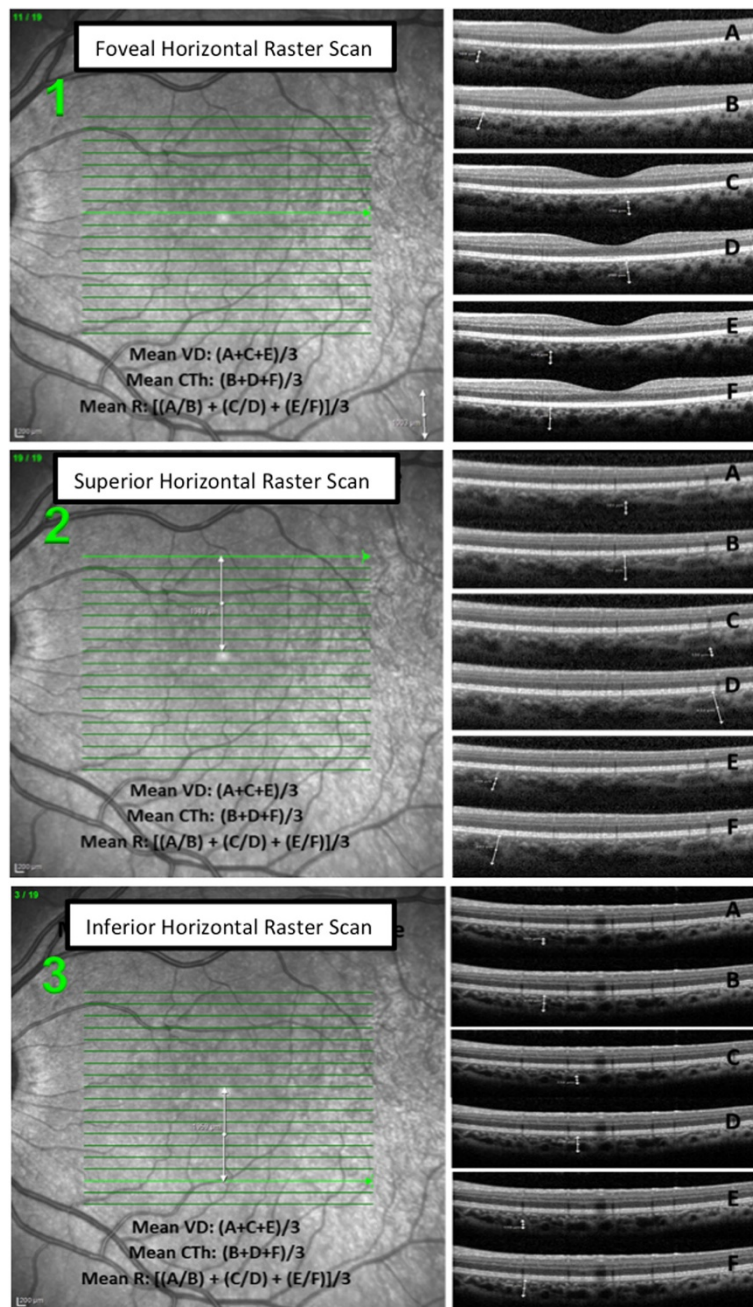 11 / 19
Foveal Horizontal Raster Scan
1
Mean VD: (A+C+E)/3
Mean CTh: (B+D+F)/3
Mean R: [(A/B) + (C/D) + (E/F)]/3
200 µm
A
B
C
D
E
F
19 / 19
Superior Horizontal Raster Scan
2
Mean VD: (A+C+E)/3
Mean CTh: (B+D+F)/3
Mean R: [(A/B) + (C/D) + (E/F)]/3
200 µm
A
B
C
D
E
F
3 / 19
Inferior Horizontal Raster Scan
3
Mean VD: (A+C+E)/3
Mean CTh: (B+D+F)/3
Mean R: [(A/B) + (C/D) + (E/F)]/3
200 µm
A
B
C
D
E
F